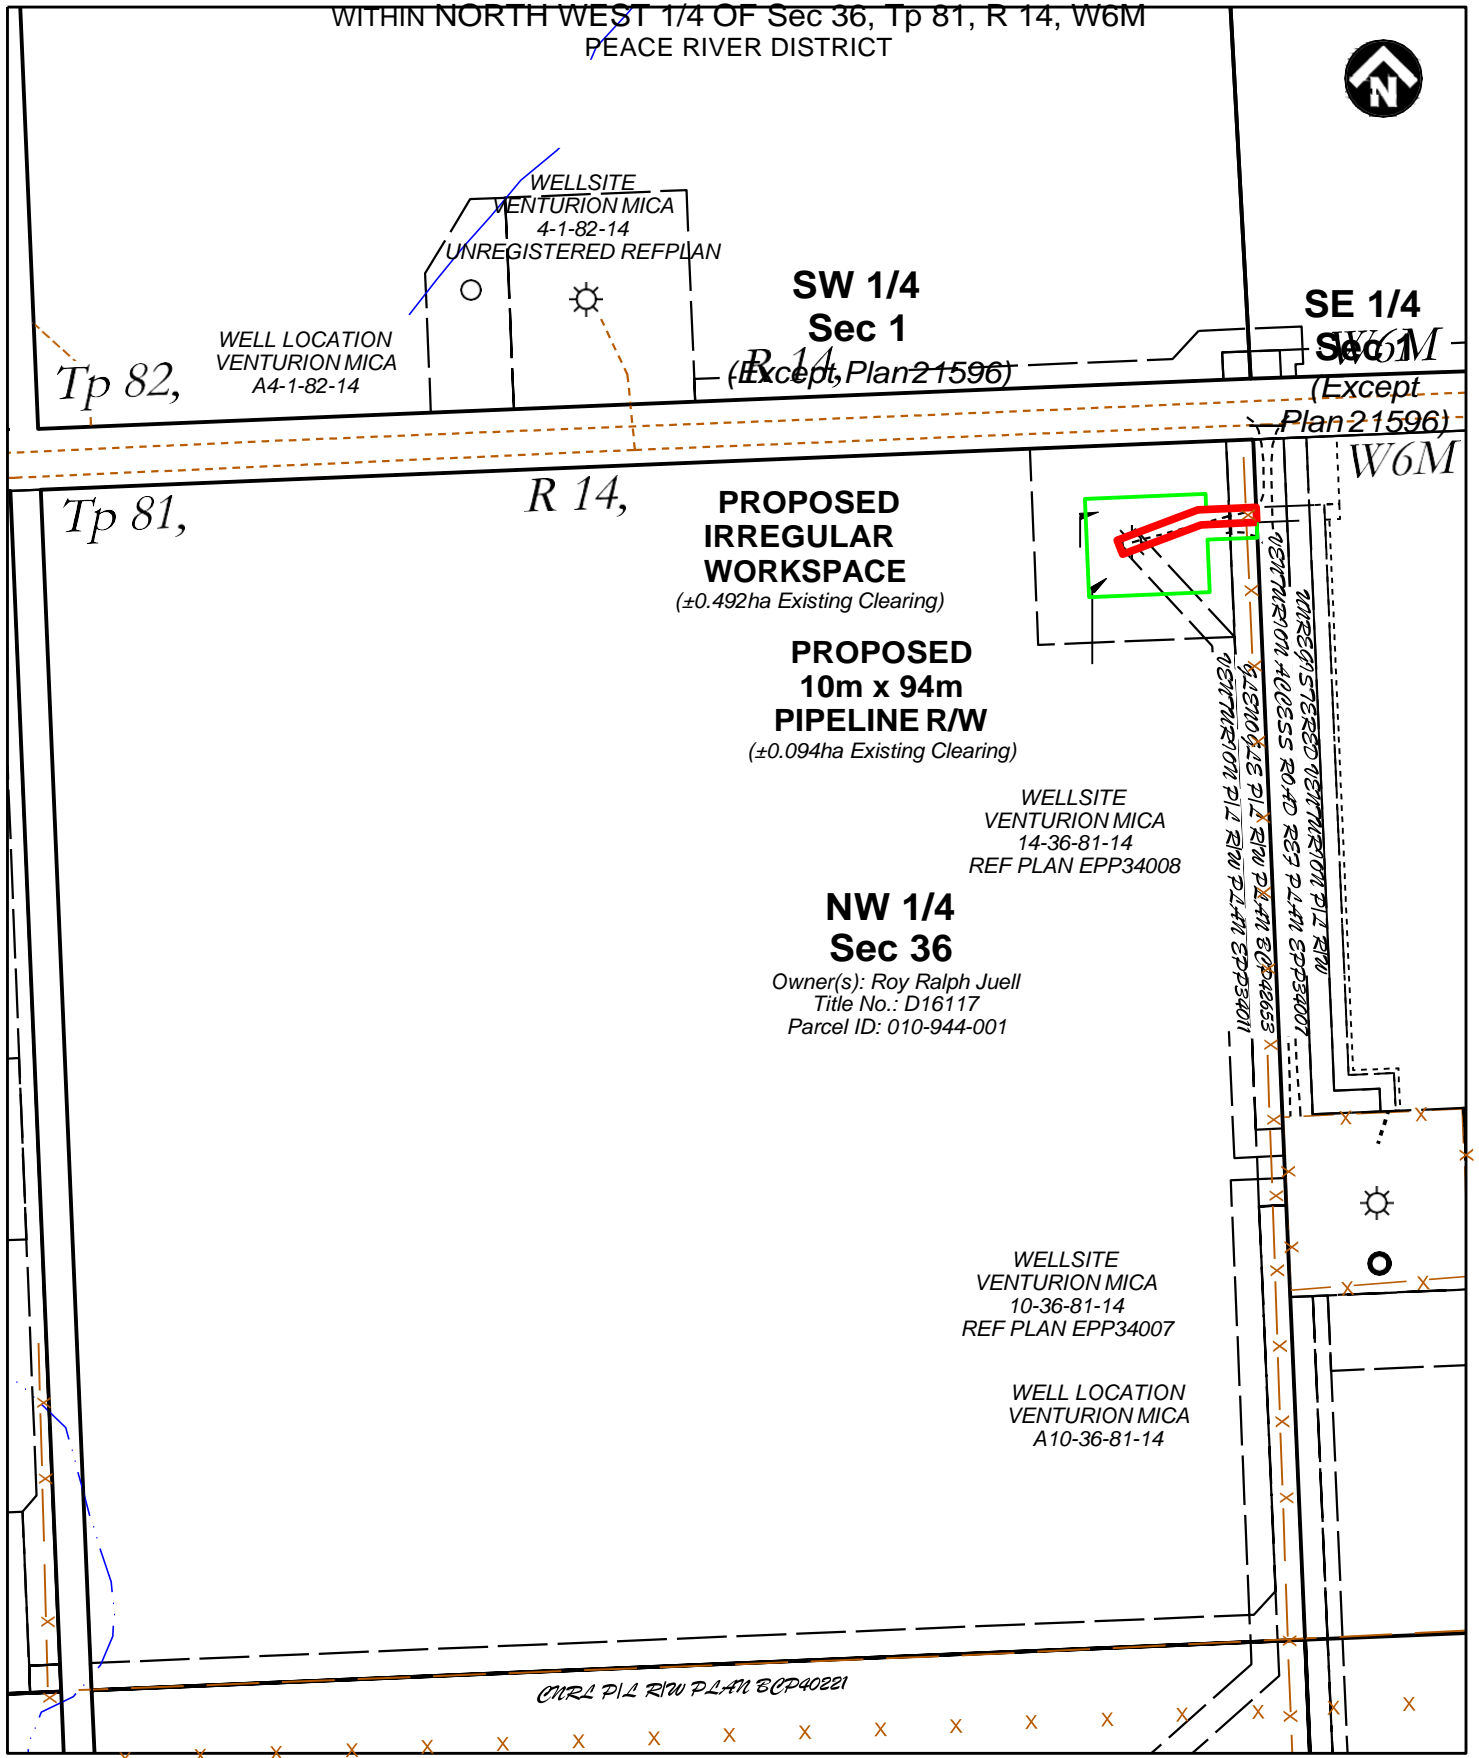 WITHIN NORTH WEST 1/4 OF Sec 36, Tp 81, R 14, W6M
PEACE RIVER DISTRICT
N
WELLSITE
VENTURION MICA
4-1-82-14
UNREGISTERED REFPLAN
WELL LOCATION
VENTURION MICA
A4-1-82-14
SW 1/4
Sec 1
(Except Plan 21596)
SE 1/4
Sec 1
(Except
Plan 21596)
Tp 82,
R 14,
W6M
Tp 81,
R 14,
W6M
PROPOSED
IRREGULAR
WORKSPACE
(±0.492ha Existing Clearing)
PROPOSED
10m x 94m
PIPELINE R/W
(±0.094ha Existing Clearing)
WELLSITE
VENTURION MICA
14-36-81-14
REF PLAN EPP34008
NW 1/4
Sec 36
Owner(s): Roy Ralph Juell
Title No.: D16117
Parcel ID: 010-944-001
VENTURION P/L R/W PLAN EPP34011
GLENOGLE P/L R/W PLAN BCP42653
VENTURION ACCESS ROAD REF PLAN EPP34007
UNREGISTERED VENTURION P/L R/W
WELLSITE
VENTURION MICA
10-36-81-14
REF PLAN EPP34007
WELL LOCATION
VENTURION MICA
A10-36-81-14
CNRL P/L R/W PLAN BCP40221